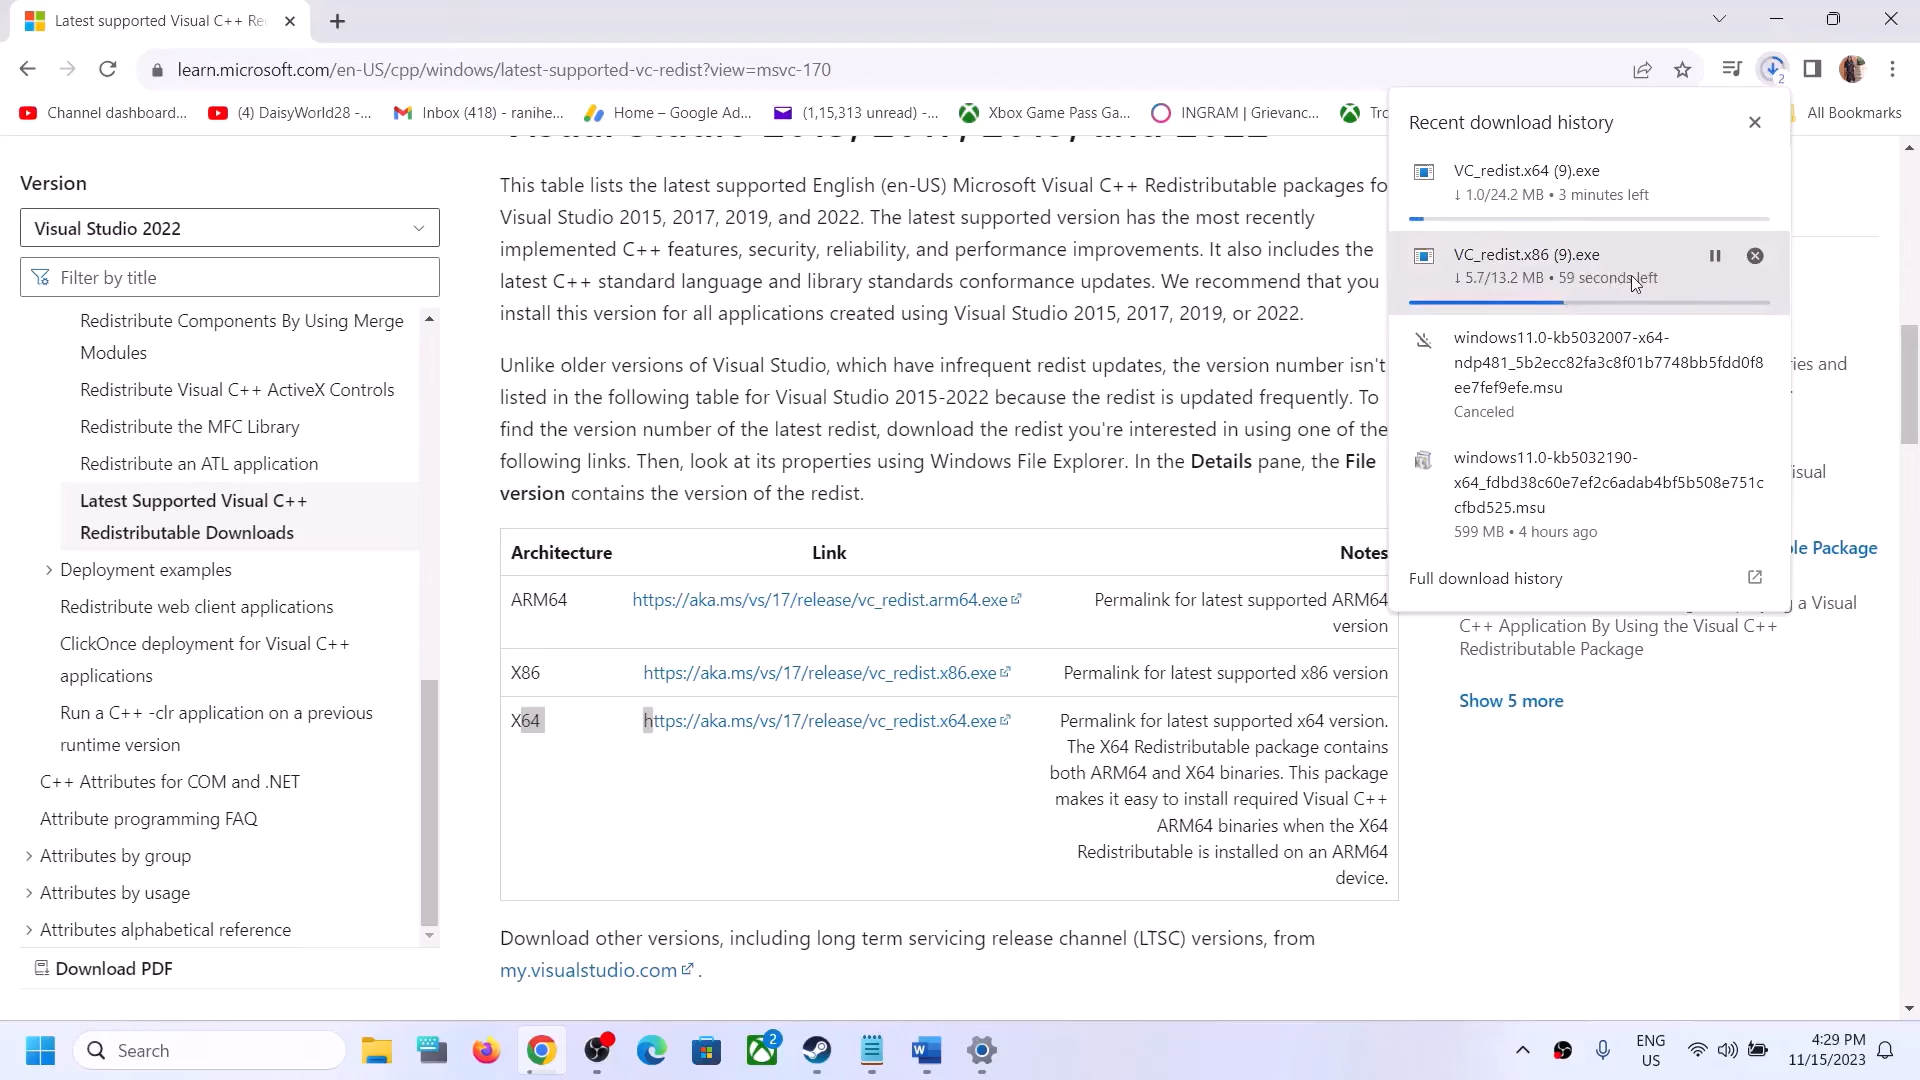 Latest supported Visual C++ Re
learn.microsoft.com/en-US/cpp/windows/latest-supported-vc-redist?view=msvc-170
2
Channel dashboard...
(4) DaisyWorld28 -...
Inbox (418) - ranihe...
Home – Google Ad...
(1,15,313 unread) -...
Xbox Game Pass Ga...
INGRAM | Grievanc...
Tro
All Bookmarks
Version
Visual Studio 2022
Filter by title
Redistribute Components By Using Merge
Modules
Redistribute Visual C++ ActiveX Controls
Redistribute the MFC Library
Redistribute an ATL application
Latest Supported Visual C++
Redistributable Downloads
Deployment examples
Redistribute web client applications
ClickOnce deployment for Visual C++
applications
Run a C++ -clr application on a previous
runtime version
C++ Attributes for COM and .NET
Attribute programming FAQ
Attributes by group
Attributes by usage
Attributes alphabetical reference
Download PDF
Visual Studio 2015, 2017, 2019, and 2022
This table lists the latest supported English (en-US) Microsoft Visual C++ Redistributable packages fo
Visual Studio 2015, 2017, 2019, and 2022. The latest supported version has the most recently
implemented C++ features, security, reliability, and performance improvements. It also includes the
latest C++ standard language and library standards conformance updates. We recommend that you
install this version for all applications created using Visual Studio 2015, 2017, 2019, or 2022.
Unlike older versions of Visual Studio, which have infrequent redist updates, the version number isn't
listed in the following table for Visual Studio 2015-2022 because the redist is updated frequently. To
find the version number of the latest redist, download the redist you're interested in using one of the
following links. Then, look at its properties using Windows File Explorer. In the Details pane, the File
version contains the version of the redist.
Architecture Link Notes
ARM64 https://aka.ms/vs/17/release/vc_redist.arm64.exe Permalink for latest supported ARM64
version
X86 https://aka.ms/vs/17/release/vc_redist.x86.exe Permalink for latest supported x86 version
X64 https://aka.ms/vs/17/release/vc_redist.x64.exe Permalink for latest supported x64 version.
The X64 Redistributable package contains
both ARM64 and X64 binaries. This package
makes it easy to install required Visual C++
ARM64 binaries when the X64
Redistributable is installed on an ARM64
device.
Download other versions, including long term servicing release channel (LTSC) versions, from
my.visualstudio.com .
Recent download history
VC_redist.x64 (9).exe
↓ 1.0/24.2 MB • 3 minutes left
VC_redist.x86 (9).exe
↓ 5.7/13.2 MB • 59 seconds left
windows11.0-kb5032007-x64-
ndp481_5b2ecc82fa3c8f01b7748bb5fdd0f8
ee7fef9efe.msu
Canceled
windows11.0-kb5032190-
x64_fdbd38c60e7ef2c6adab4bf5b508e751c
cfbd525.msu
599 MB • 4 hours ago
Full download history
ies and
isual
le Package
a Visual
C++ Application By Using the Visual C++
Redistributable Package
Show 5 more
Search
2
ENG
US
4:29 PM
11/15/2023